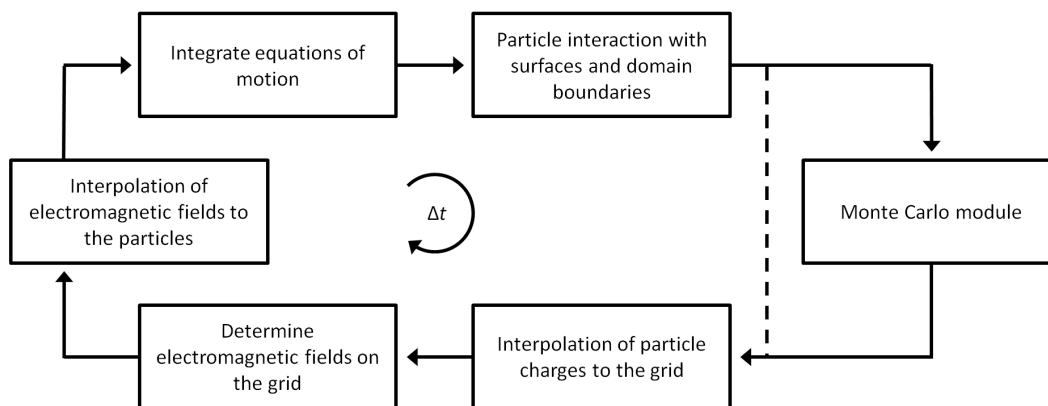 Integrate equations of
motion
Particle interaction with
surfaces and domain
boundaries
Monte Carlo module
Interpolation of particle
charges to the grid
Determine
electromagnetic fields on
the grid
Interpolation of
electromagnetic fields to
the particles
Δt